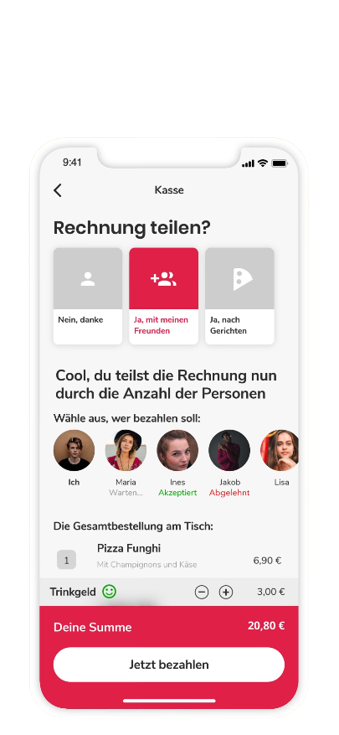 9:41
Kasse
Rechnung teilen?
Nein, danke
Ja, mit meinen
Freunden
Ja, nach
Gerichten
Cool, du teilst die Rechnung nun
durch die Anzahl der Personen
Wähle aus, wer bezahlen soll:
Ich
Maria
Warten...
Ines
Akzeptiert
Jakob
Abgelehnt
Lisa
Die Gesamtbestellung am Tisch:
1 Pizza Funghi
Mit Champignons und Käse
6,90 €
Trinkgeld 3,00 €
Deine Summe 20,80 €
Jetzt bezahlen